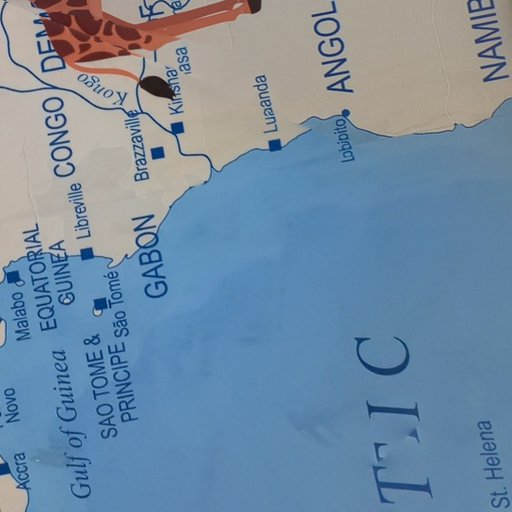 DEM
Kongo
CONGO
Brazzaville
Luanda
ANGOL
Lobito
NAMIB
Libreville
GABON
Malabo
EQUATORIAL
GUINEA
São Tomé
SAO TOME &
PRINCIPE
Gulf of Guinea
Novo
Accra
TIC
St. Helena